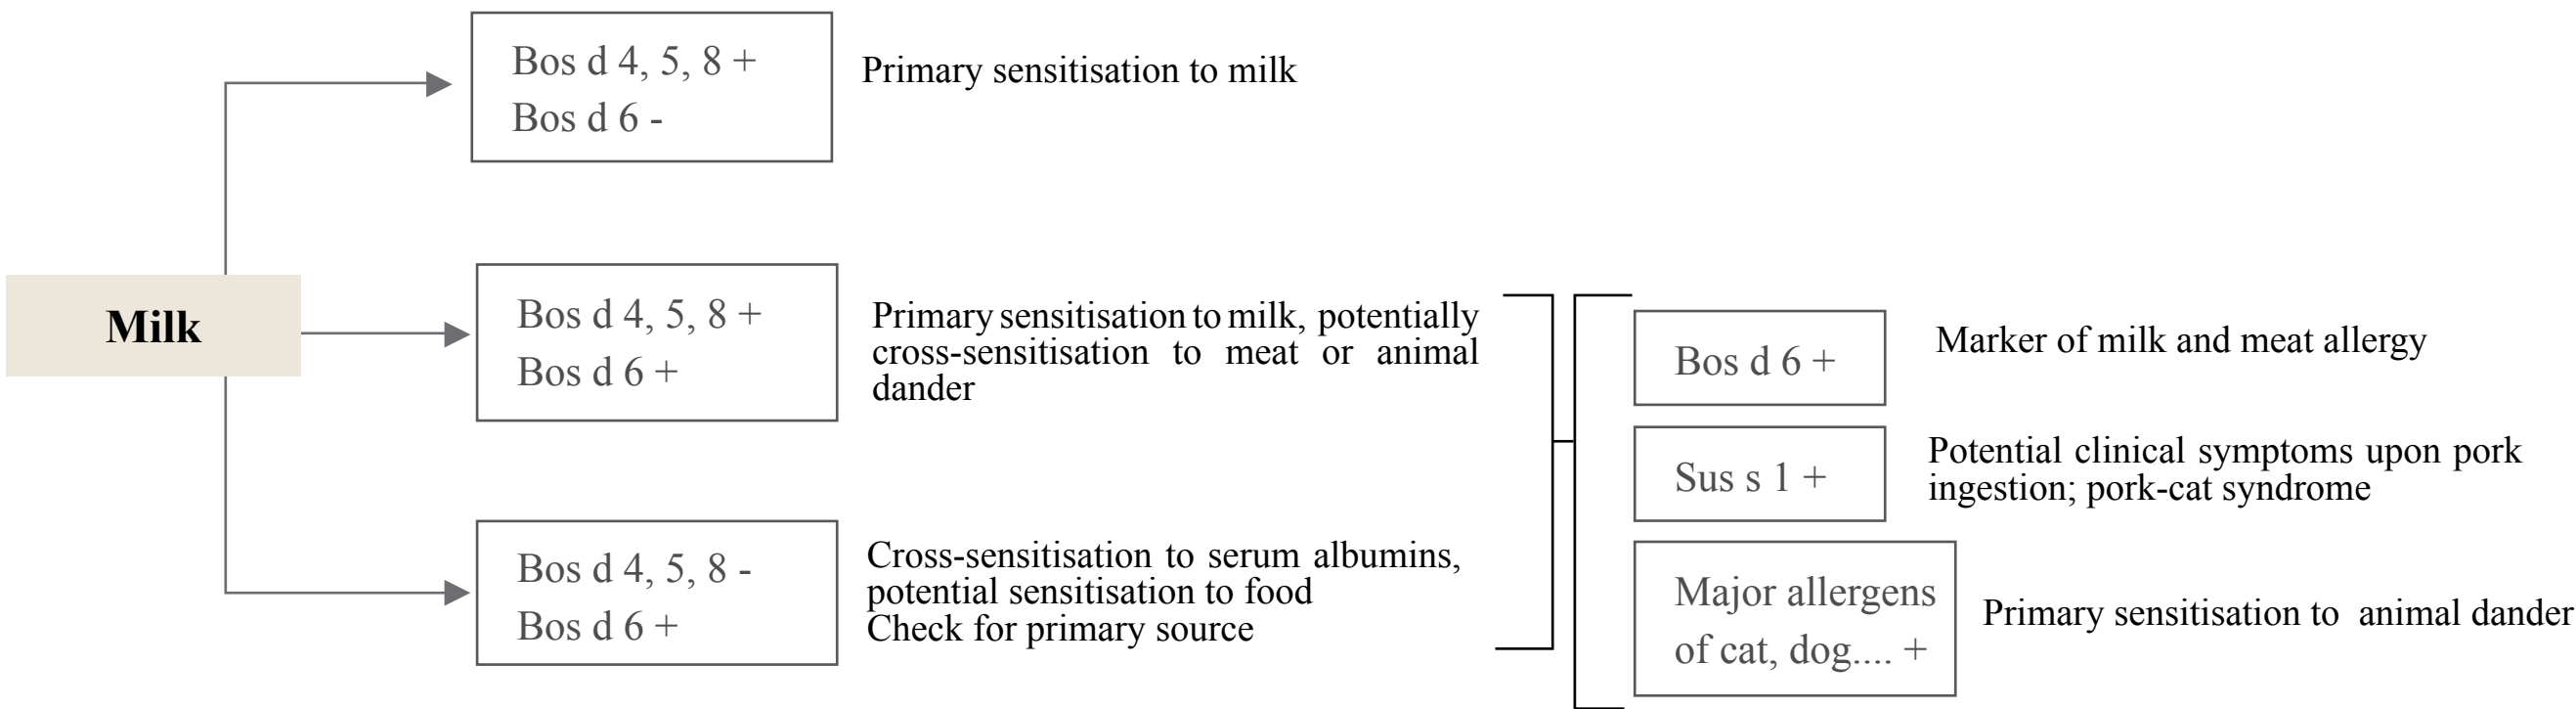 Milk
Bos d 4, 5, 8 +
Bos d 6 -
Primary sensitisation to milk
Bos d 4, 5, 8 +
Bos d 6 +
Primary sensitisation to milk, potentially
cross-sensitisation to meat or animal
dander
Bos d 4, 5, 8 -
Bos d 6 +
Cross-sensitisation to serum albumins,
potential sensitisation to food
Check for primary source
Bos d 6 +
Marker of milk and meat allergy
Sus s 1 +
Potential clinical symptoms upon pork
ingestion; pork-cat syndrome
Major allergens
of cat, dog.... +
Primary sensitisation to animal dander